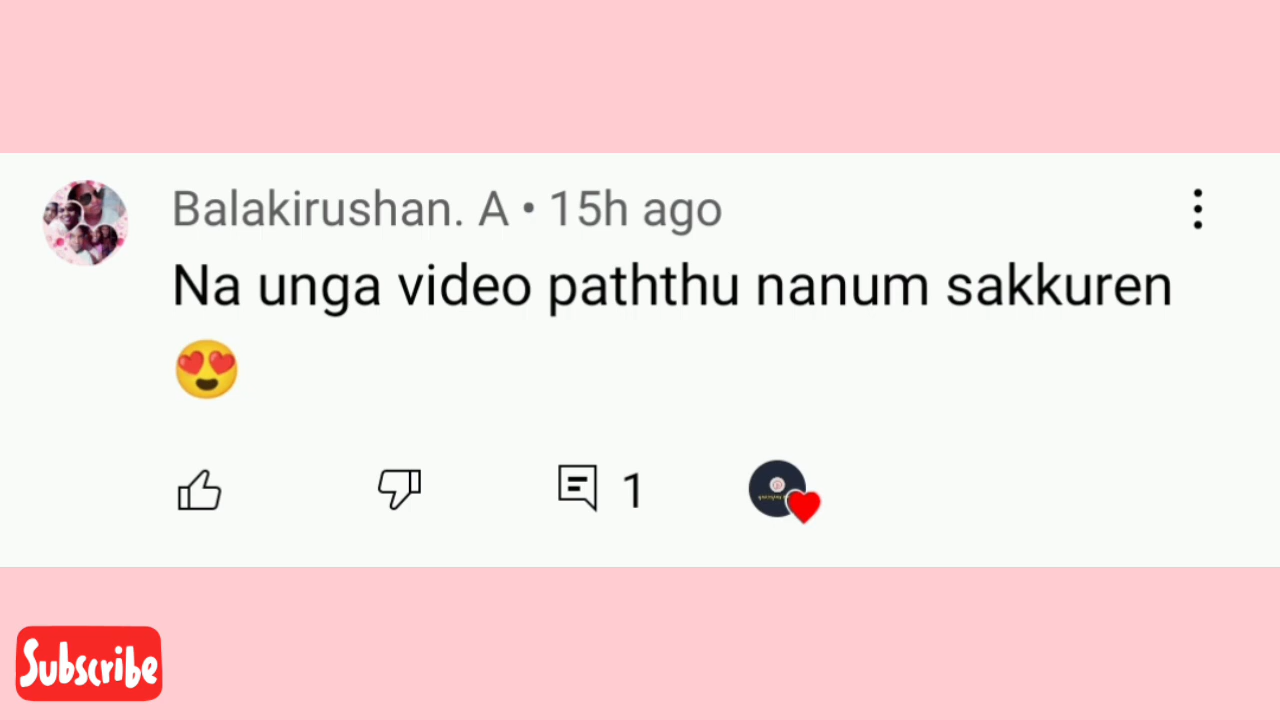 Balakirushan. A • 15h ago
Na unga video paththu nanum sakkuren
😍
1
Subscribe